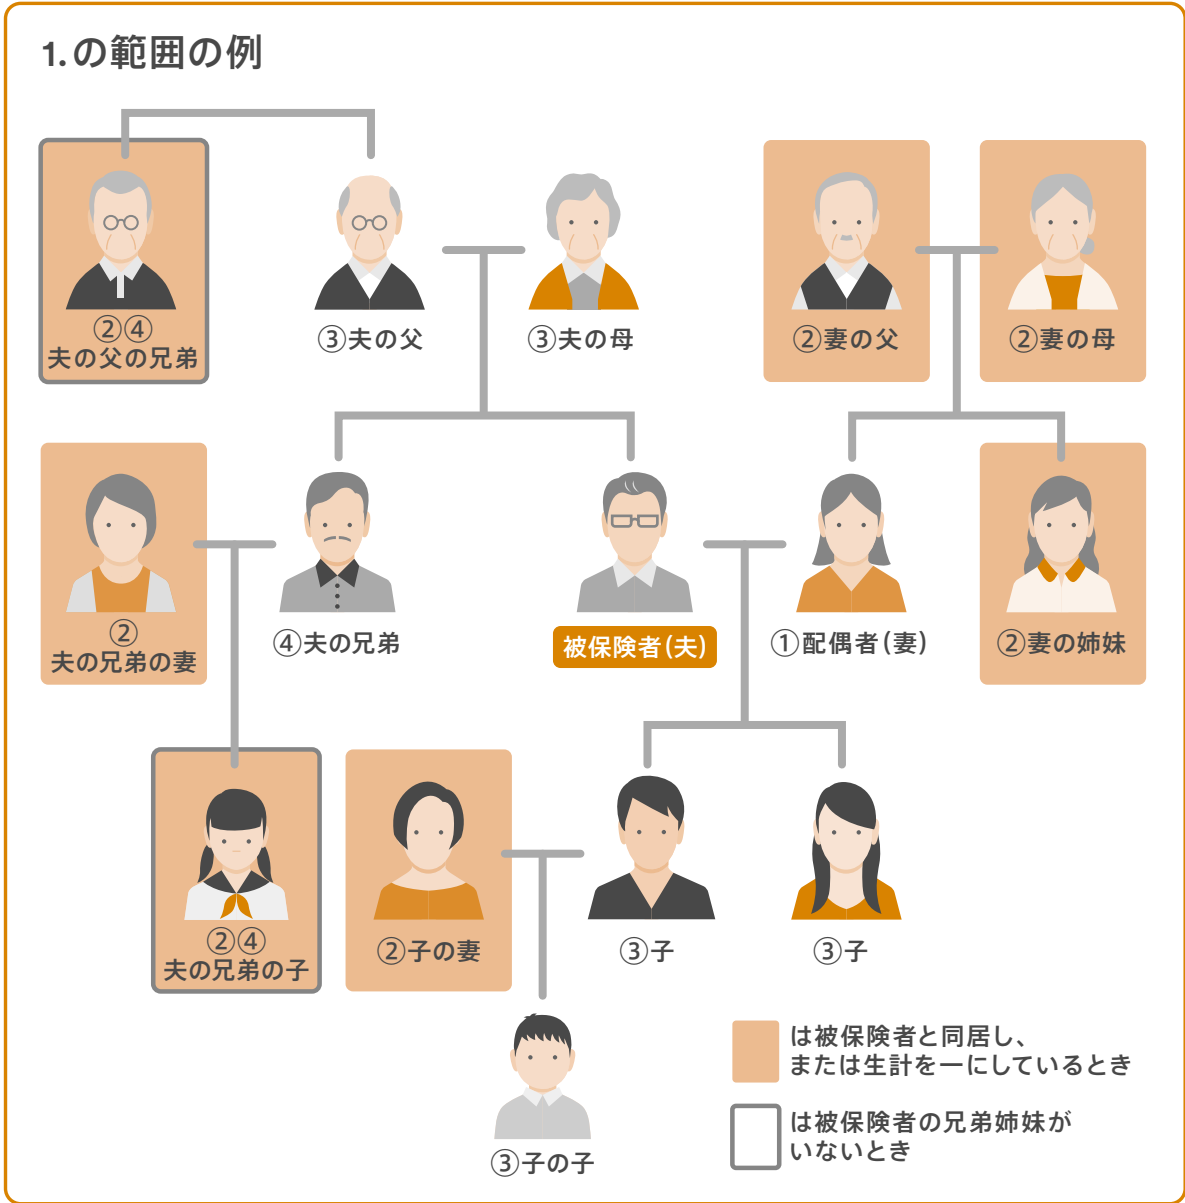 1.の範囲の例
②④
夫の父の兄弟
③夫の父
③夫の母
②妻の父
②妻の母
②
夫の兄弟の妻
④夫の兄弟
被保険者(夫)
①配偶者(妻)
②妻の姉妹
②④
夫の兄弟の子
②子の妻
③子
③子
③子の子
は被保険者と同居し、
または生計を一にしているとき
は被保険者の兄弟姉妹が
いないとき